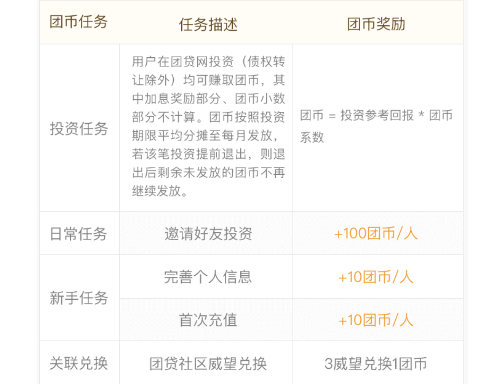 团币任务 任务描述 团币奖励
用户在团贷网投资（债权转
让除外）均可赚取团币，其
中加息奖励部分、团币小数
部分不计算。团币按照投资
期限平均分摊至每月发放，
若该笔投资提前退出，则退
出后剩余未发放的团币不再
继续发放。
投资任务
团币 = 投资参考回报 * 团币
系数
日常任务 邀请好友投资 +100团币/人
新手任务
完善个人信息 +10团币/人
首次充值 +10团币/人
关联兑换 团贷社区威望兑换 3威望兑换1团币